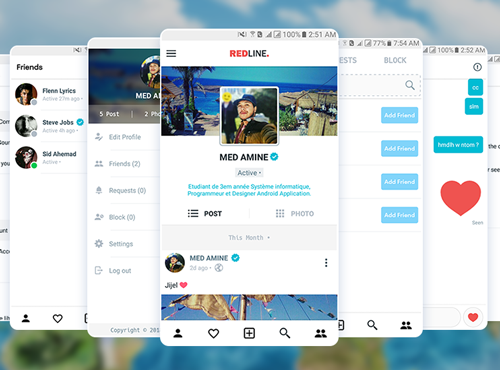 2:52 AM
Friends
Flenn Lyrics
Active 27m ago •
Steve Jobs
Active 4h ago •
Sid Ahemad
Active •
MED AM
5 Post
2 Pho
Edit Profile
Friends (2)
Requests (0)
Block (0)
Settings
Log out
Copyright © 201
100% 2:51 AM
REDLINE.
MED AMINE
• Active •
Etudiant de 3em année Système Informatique,
Programmeur et Designer Android Application.
POST
PHOTO
This Month •
MED AMINE
2d ago •
Jijel
77% 7:54 AM
ESTS
BLOCK
Add Friend
Add Friend
Add Friend
Add Friend
100%
cc
slm
hmdlh w ntom ?
Seen